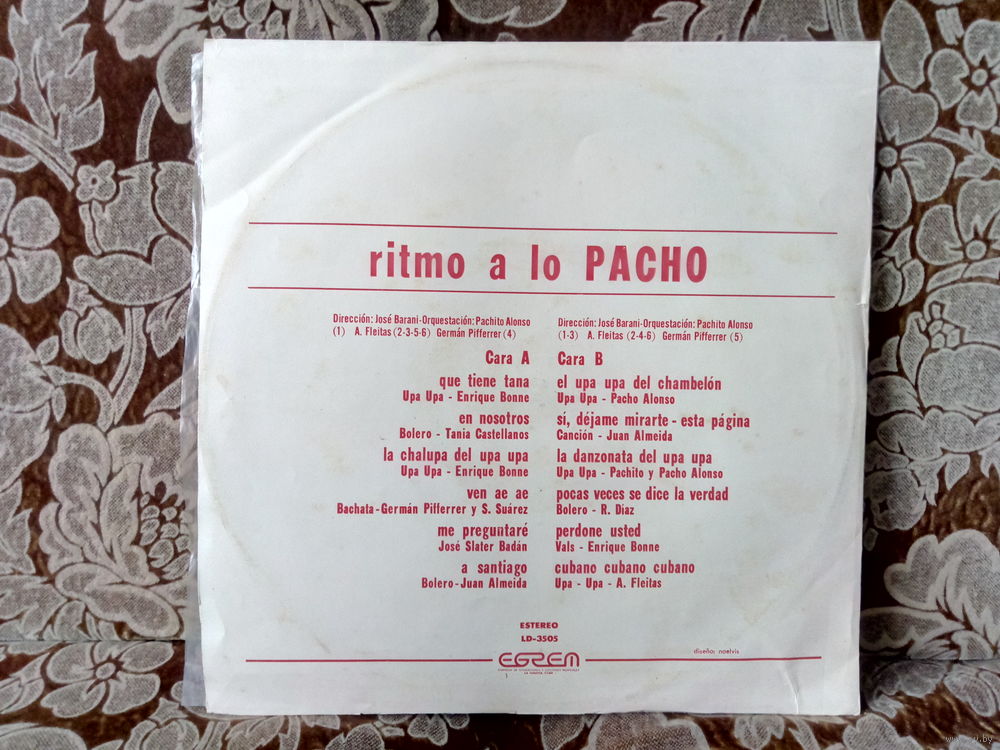 ritmo a lo PACHO
Dirección: José Barani-Orquestación: Pachito Alonso
(1) A. Fleitas (2-3-5-6) Germán Pifferrer (4)
Cara A
que tiene tana
Upa Upa - Enrique Bonne
en nosotros
Bolero - Tania Castellanos
la chalupa del upa upa
Upa Upa - Enrique Bonne
ven ae ae
Bachata-Germán Pifferrer y S. Suárez
me preguntaré
José Slater Badán
a santiago
Bolero-Juan Almeida
Dirección: José Barani-Orquestación: Pachito Alonso
(1-3) A. Fleitas (2-4-6) Germán Pifferrer (5)
Cara B
el upa upa del chambelón
Upa Upa - Pacho Alonso
sí, déjame mirarte - esta página
Canción - Juan Almeida
la danzonata del upa upa
Upa Upa - Pachito y Pacho Alonso
pocas veces se dice la verdad
Bolero - R. Diaz
perdone usted
Vals - Enrique Bonne
cubano cubano cubano
Upa - Upa - A. Fleitas
ESTEREO
LD-3505
EGREM
diseño: noelvis